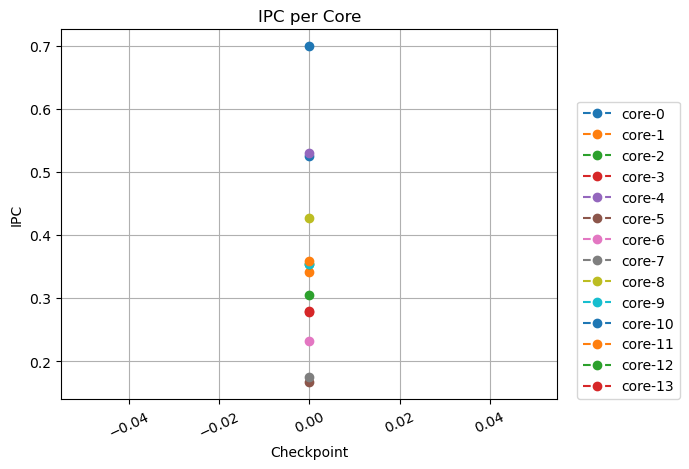 IPC per Core
0.7
0.6
0.5
0.4
0.3
0.2
IPC
−0.04
−0.02
0.00
0.02
0.04
Checkpoint
core-0
core-1
core-2
core-3
core-4
core-5
core-6
core-7
core-8
core-9
core-10
core-11
core-12
core-13